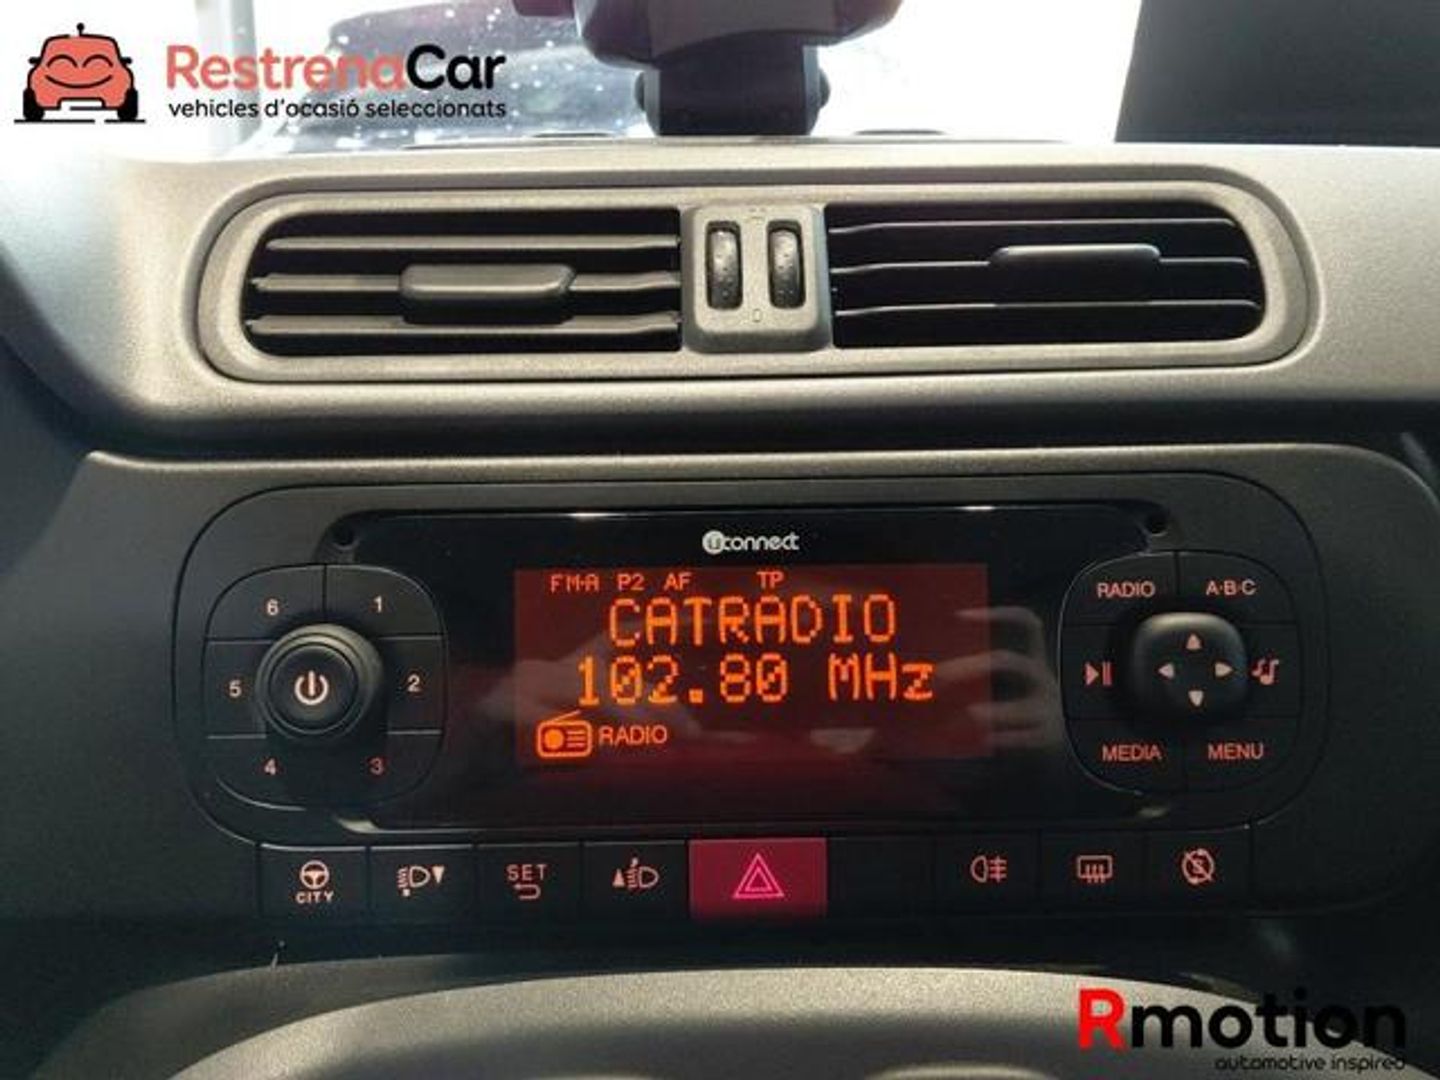 RestrenaCar
vehicles d'ocasió seleccionats
uconnect
FM-A P2 AF TP
CATRADIO
102.80 MHz
RADIO
6 1
5 2
4 3
RADIO A·B·C
MEDIA MENU
CITY
SET
Rmotion
automotive inspired